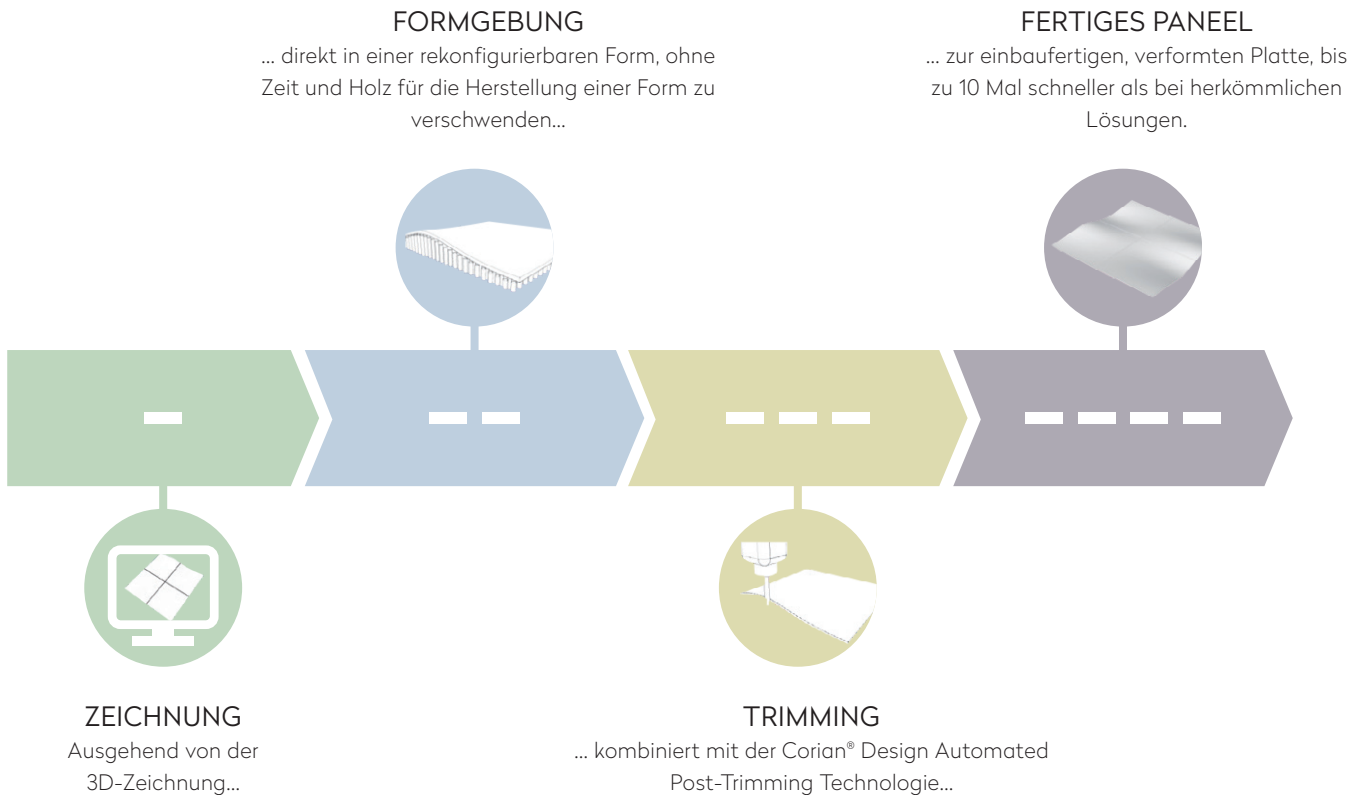 FORMGEBUNG
... direkt in einer rekonfigurierbaren Form, ohne
Zeit und Holz für die Herstellung einer Form zu
verschwenden...
FERTIGES PANEEL
... zur einbaufertigen, verformten Platte, bis
zu 10 Mal schneller als bei herkömmlichen
Lösungen.
ZEICHNUNG
Ausgehend von der
3D-Zeichnung...
TRIMMING
... kombiniert mit der Corian® Design Automated
Post-Trimming Technologie...